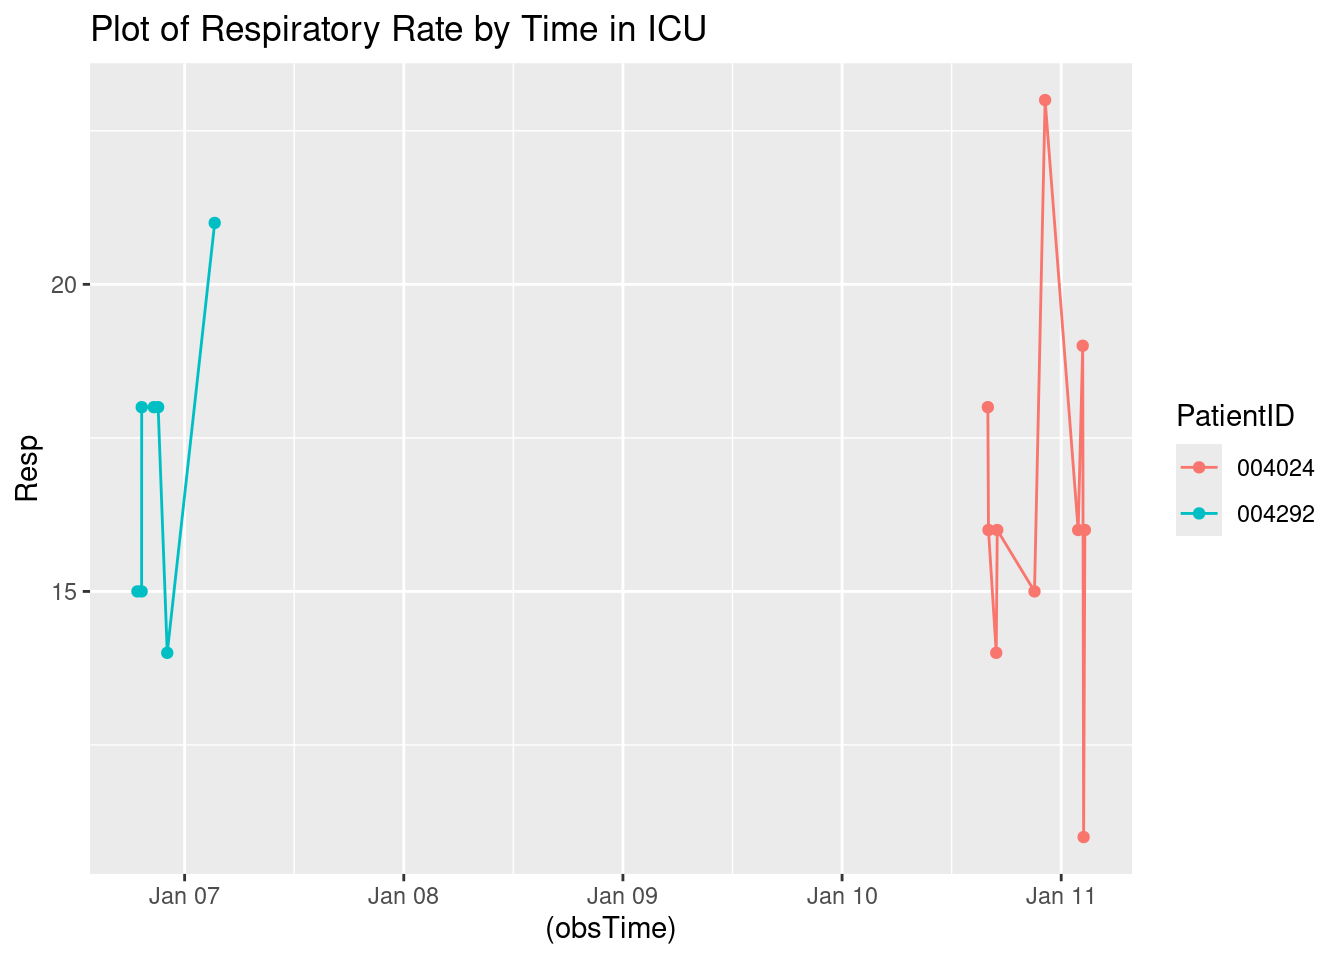 Plot of Respiratory Rate by Time in ICU
Resp
20
15
Jan 07
Jan 08
Jan 09
Jan 10
Jan 11
(obsTime)
PatientID
004024
004292